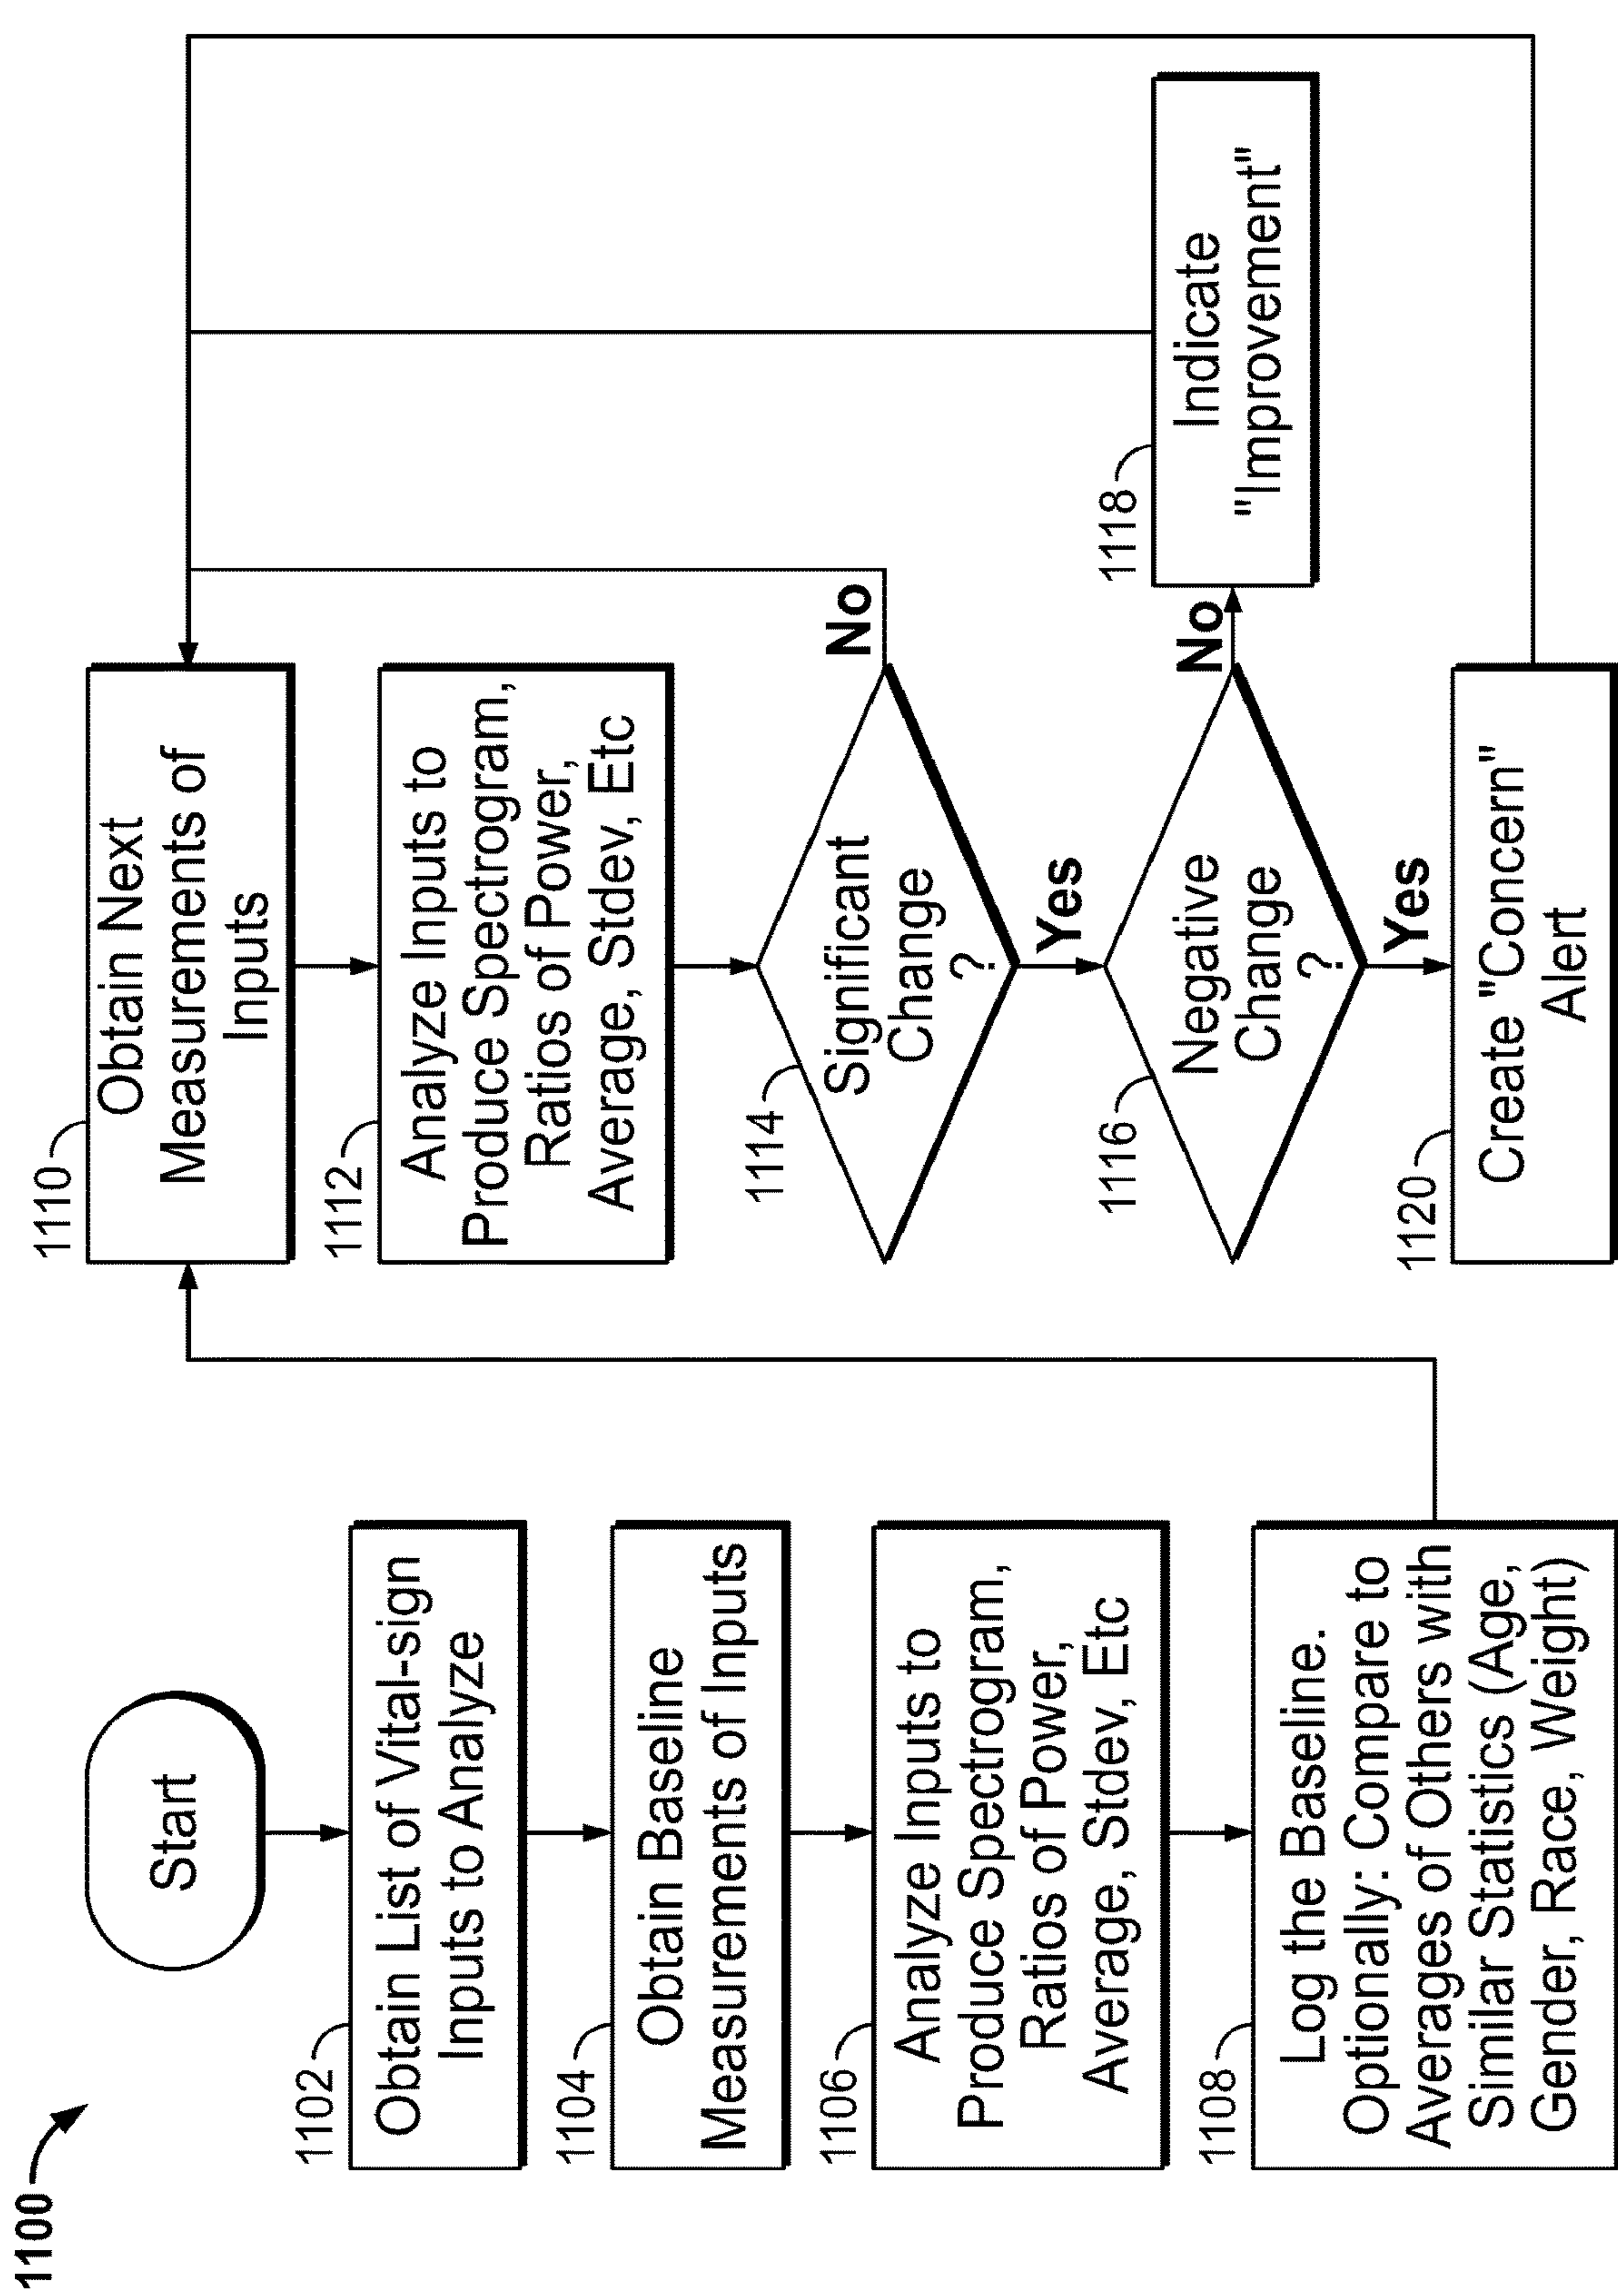 1100
Start
1102
Obtain List of Vital-sign
Inputs to Analyze
1104
Obtain Baseline
Measurements of Inputs
1106
Analyze Inputs to
Produce Spectrogram,
Ratios of Power,
Average, Stdev, Etc
1108
Log the Baseline.
Optionally: Compare to
Averages of Others with
Similar Statistics (Age,
Gender, Race, Weight)
1110
Obtain Next
Measurements of
Inputs
1112
Analyze Inputs to
Produce Spectrogram,
Ratios of Power,
Average, Stdev, Etc
1114
Significant
Change
?
No
Yes
1116
Negative
Change
?
No
Yes
1118
Indicate
"Improvement"
1120
Create "Concern"
Alert